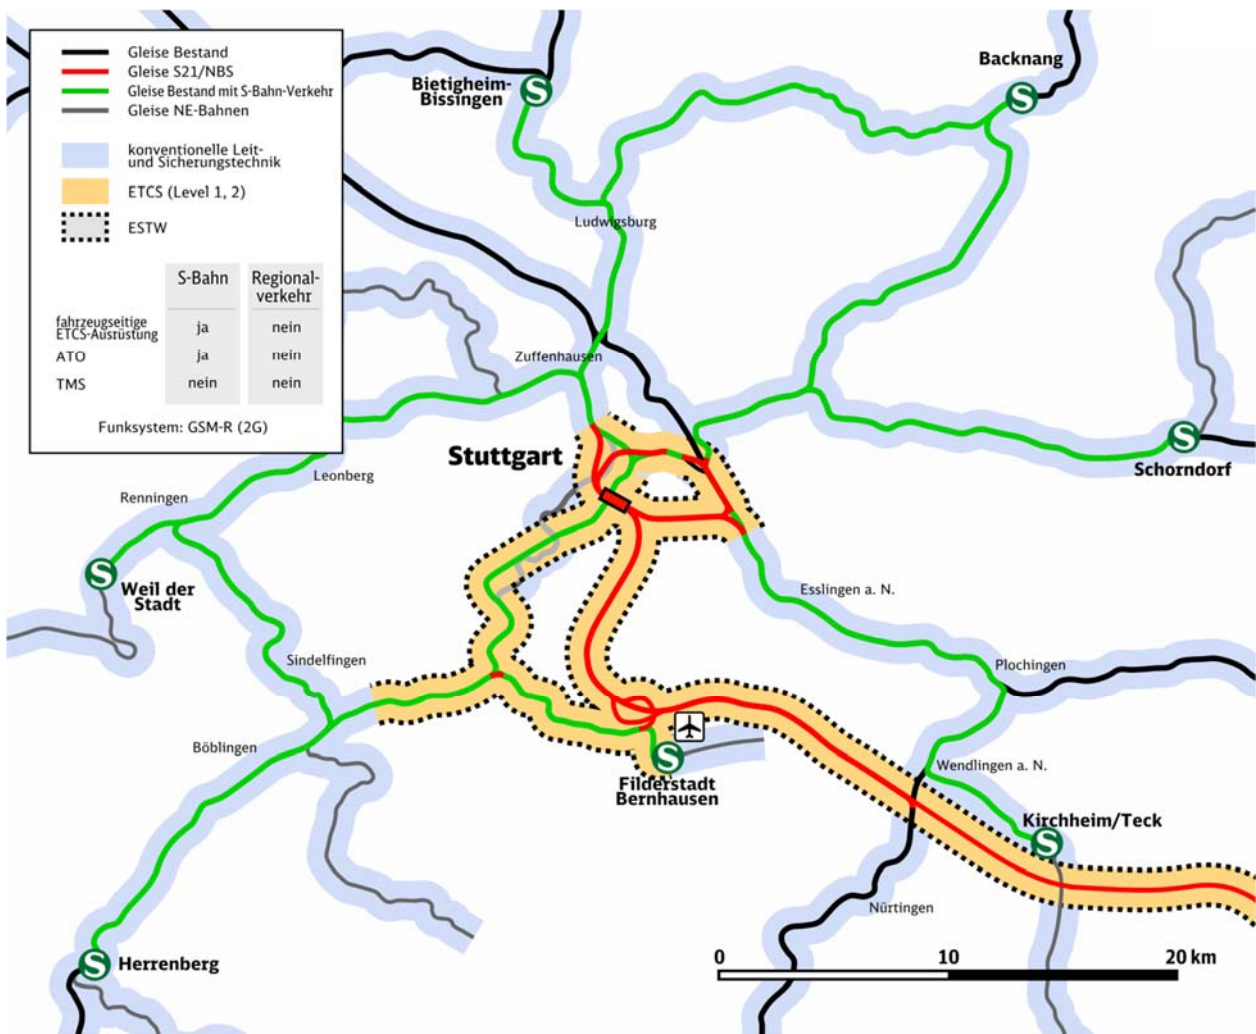 Gleise Bestand
Gleise S21/NBS
Gleise Bestand mit S-Bahn-Verkehr
Gleise NE-Bahnen
konventionelle Leit-
und Sicherungstechnik
ETCS (Level 1, 2)
ESTW
S-Bahn
Regional-
verkehr
fahrzeugseitige
ETCS-Ausrüstung
ja
nein
ATO
ja
nein
TMS
nein
nein
Funksystem: GSM-R (2G)
Backnang
S
Bietigheim-
Bissingen
S
Ludwigsburg
Zuffenhausen
Stuttgart
S
Schorndorf
Leonberg
Renningen
S
Weil der
Stadt
Esslingen a. N.
Sindelfingen
Plochingen
Böblingen
S
Filderstadt
Bernhausen
Wendlingen a. N.
Kirchheim/Teck
S
Nürtingen
S
Herrenberg
0
10
20 km